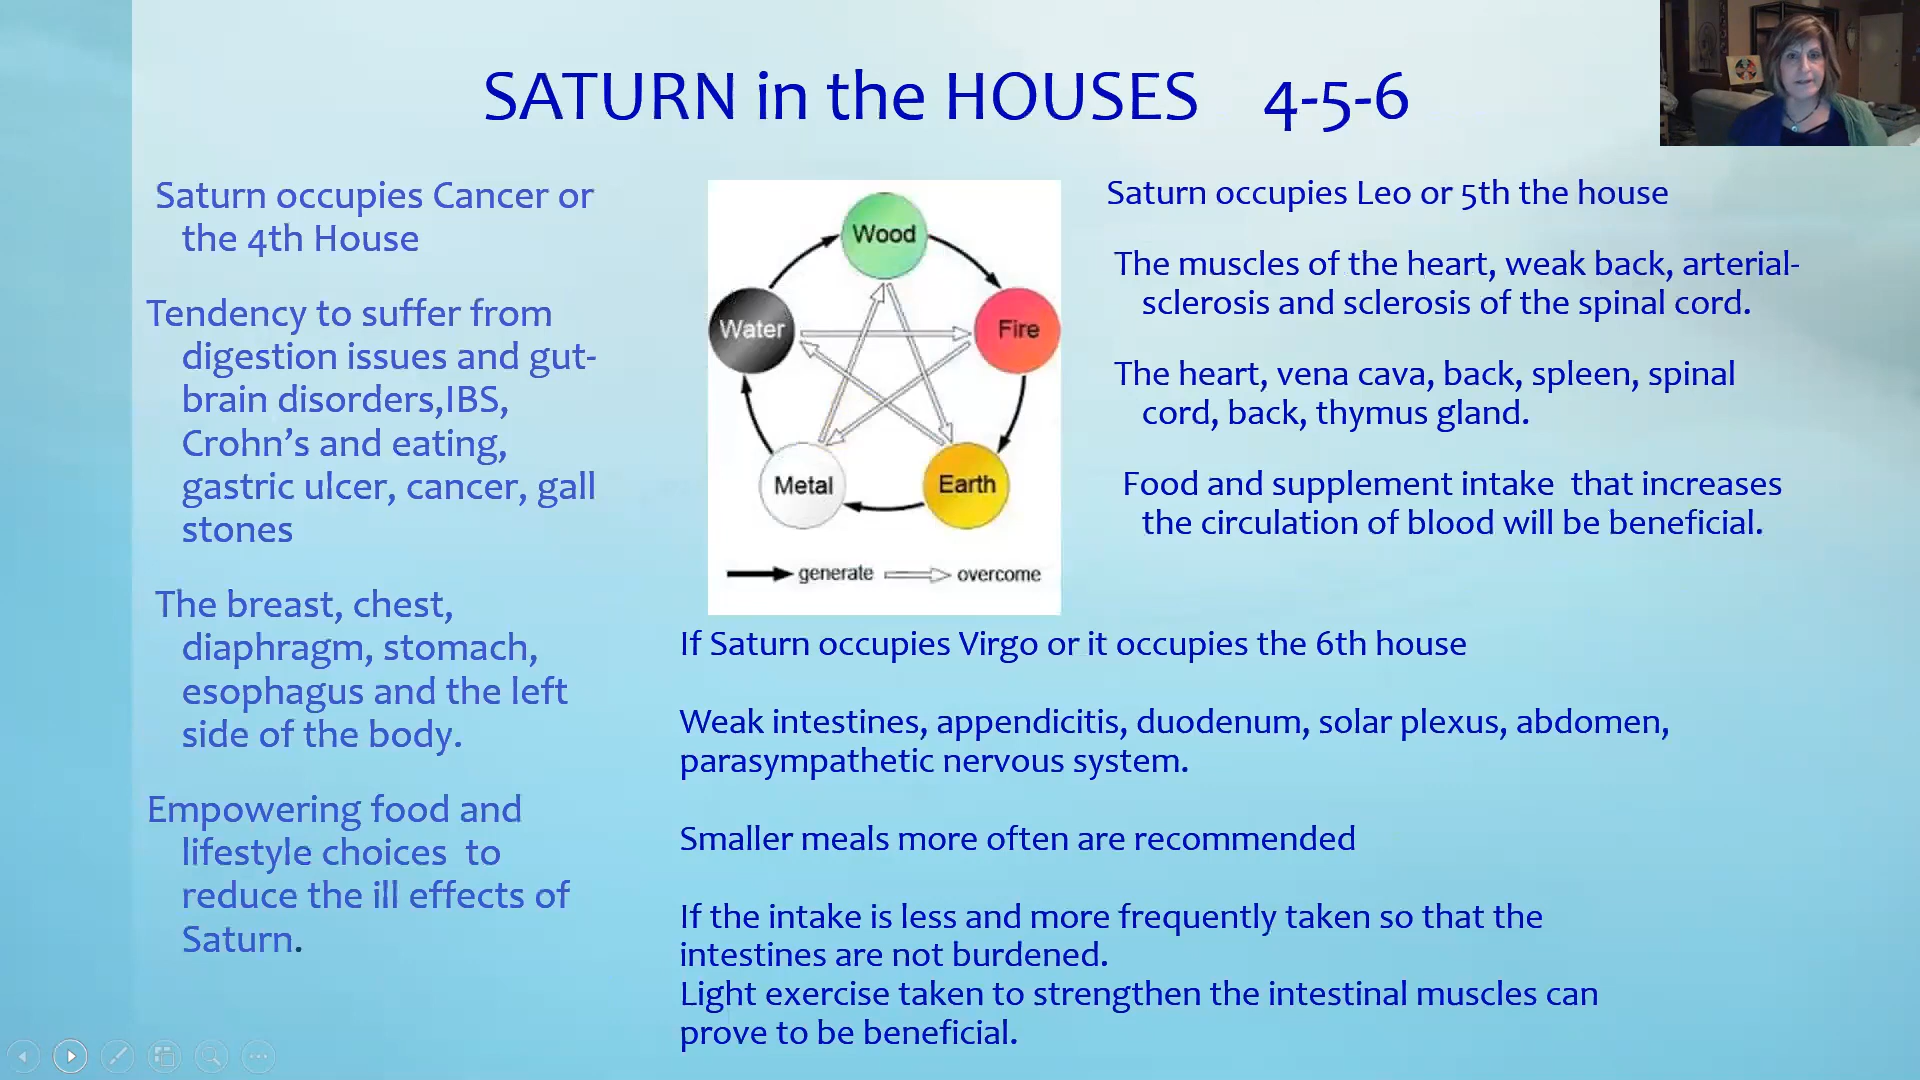 SATURN in the HOUSES 4-5-6
Saturn occupies Cancer or
the 4th House
Tendency to suffer from
digestion issues and gut-
brain disorders,IBS,
Crohn’s and eating,
gastric ulcer, cancer, gall
stones
The breast, chest,
diaphragm, stomach,
esophagus and the left
side of the body.
Empowering food and
lifestyle choices to
reduce the ill effects of
Saturn.
Wood
Water
Fire
Metal
Earth
generate
overcome
Saturn occupies Leo or 5th the house
The muscles of the heart, weak back, arterial-
sclerosis and sclerosis of the spinal cord.
The heart, vena cava, back, spleen, spinal
cord, back, thymus gland.
Food and supplement intake that increases
the circulation of blood will be beneficial.
If Saturn occupies Virgo or it occupies the 6th house
Weak intestines, appendicitis, duodenum, solar plexus, abdomen,
parasympathetic nervous system.
Smaller meals more often are recommended
If the intake is less and more frequently taken so that the
intestines are not burdened.
Light exercise taken to strengthen the intestinal muscles can
prove to be beneficial.